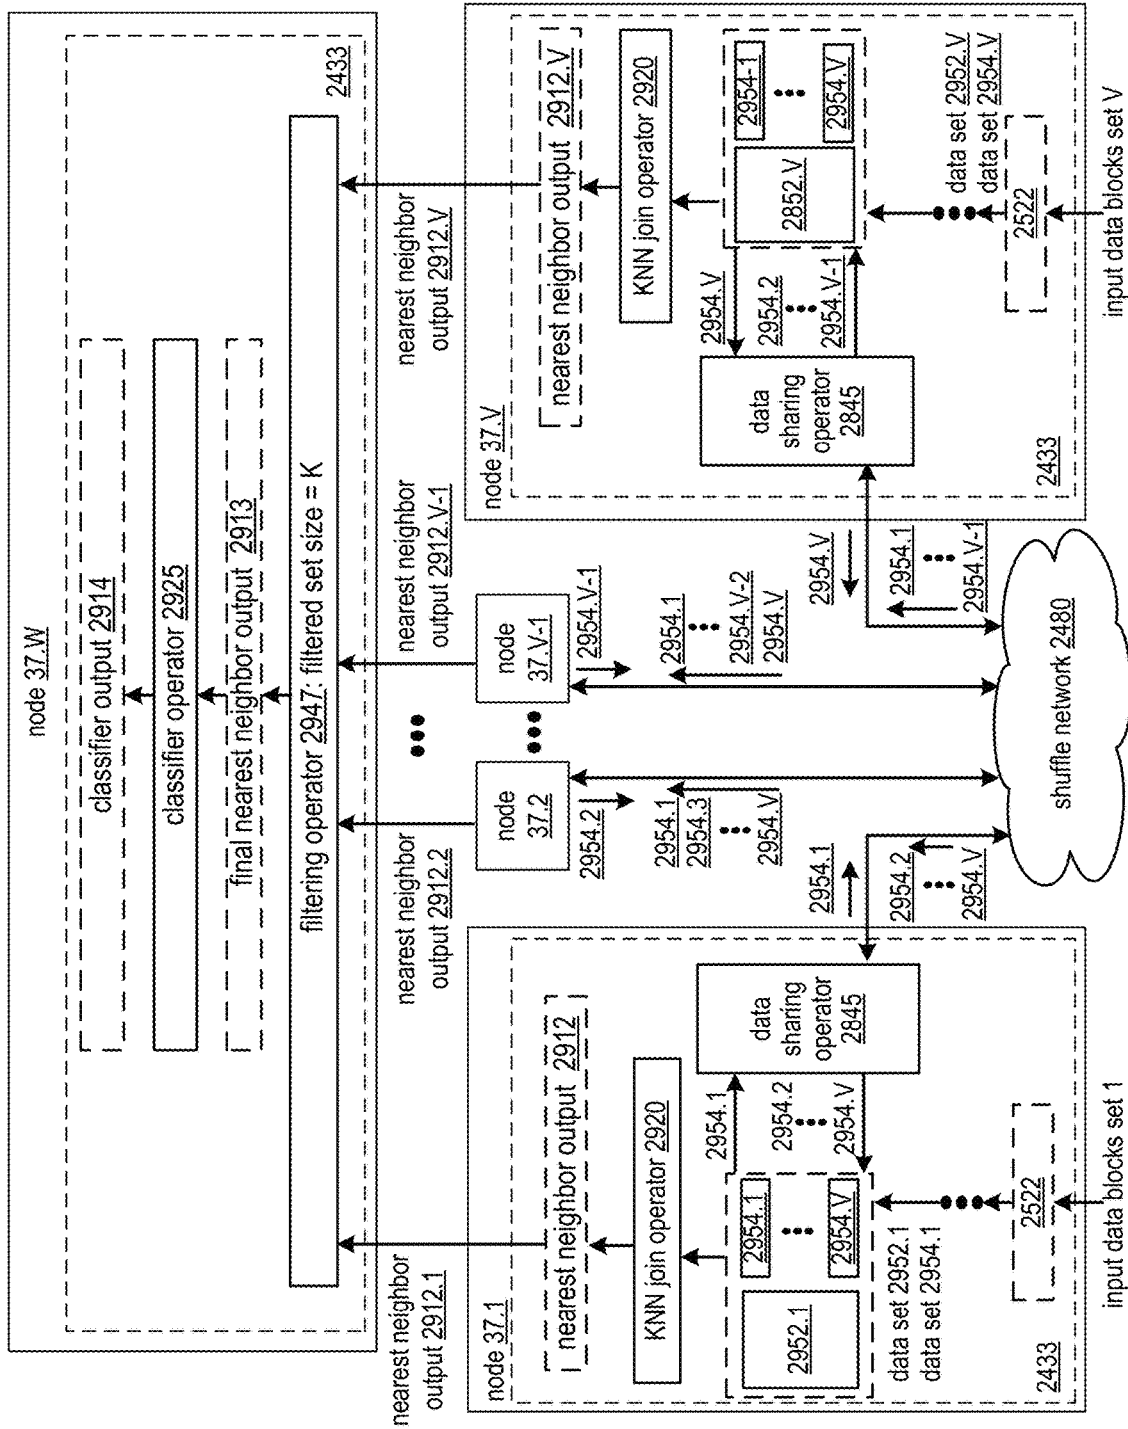 node 37.W
classifier output 2914
classifier operator 2925
final nearest neighbor output 2913
filtering operator 2947: filtered set size = K
2433
nearest neighbor
output 2912.1
nearest neighbor
output 2912.2
nearest neighbor
output 2912.V-1
nearest neighbor
output 2912.V
node 37.1
nearest neighbor output 2912
KNN join operator 2920
2952.1
2954.1
2954.V
2954.1
2954.2
2954.V
data
sharing
operator
2845
data set 2952.1
data set 2954.1
2522
2433
input data blocks set 1
node
37.2
2954.2
2954.1
2954.3
2954.V
2954.1
2954.2
2954.V
node
37.V-1
2954.V-1
2954.1
2954.V-2
2954.V
2954.V
2954.1
2954.V-1
shuffle network 2480
node 37.V
nearest neighbor output 2912.V
KNN join operator 2920
data
sharing
operator
2845
2954.V
2954.2
2954.V-1
2852.V
2954-1
2954.V
data set 2952.V
data set 2954.V
2522
2433
input data blocks set V